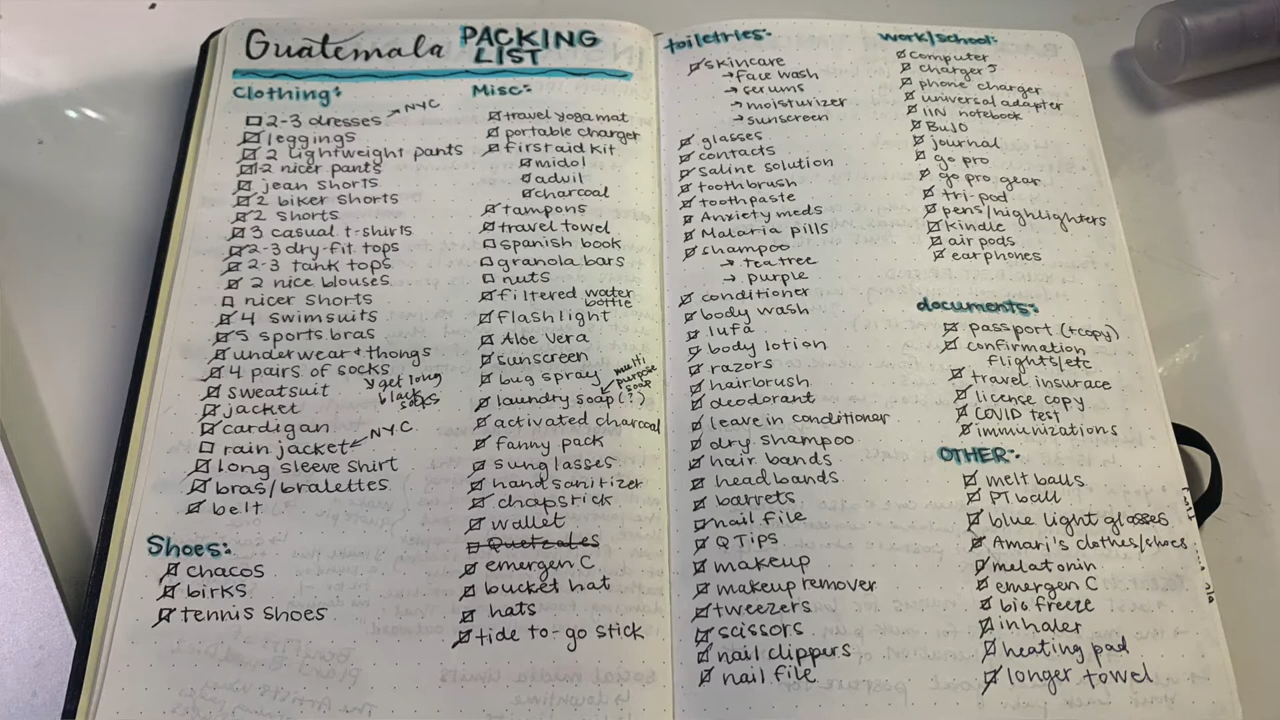 Guatemala PACKING LIST
Clothing:
2-3 dresses → NYC
leggings
2 lightweight pants
1-2 nicer pants
jean shorts
2 biker shorts
2 shorts
3 casual t-shirts
2-3 dry-fit tops
2-3 tank tops
2 nice blouses
nicer shorts
4 swimsuits
5 sports bras
underwear + thongs
4 pairs of socks
get long black socks
sweatsuit
jacket
cardigan
rain jacket ← NYC
long sleeve shirt
bras/bralettes
belt
Shoes:
chacos
birks
tennis shoes
Misc:
travel yoga mat
portable charger
first aid kit
midol
advil
charcoal
tampons
travel towel
spanish book
granola bars
nuts
filtered water bottle
flashlight
Aloe Vera
sunscreen
bug spray
multi purpose soap
laundry soap (?)
activated charcoal
fanny pack
sunglasses
hand sanitizer
chapstick
wallet
Quetzales
emergen C
bucket hat
hats
tide to-go stick
toiletries:
skincare
→ face wash
→ serums
→ moisturizer
→ sunscreen
glasses
contacts
saline solution
toothbrush
toothpaste
Anxiety meds
Malaria pills
shampoo
→ tea tree
→ purple
conditioner
body wash
lufa
body lotion
razors
hairbrush
deodorant
leave in conditioner
dry shampoo
hair bands
headbands
barrets
nail file
Q Tips
makeup
makeup remover
tweezers
scissors
nail clippers
nail file
work/school:
computer
chargers
phone charger
universal adapter
IIN notebook
BuJo
journal
go pro
go pro gear
tri-pod
pens/highlighters
kindle
air pods
earphones
documents:
passport (+copy)
confirmation
flights/etc
travel insurace
license copy
COVID test
immunizations
OTHER:
melt balls
PT ball
blue light glasses
Amari's clothes/shoes
melatonin
emergen C
bio freeze
inhaler
heating pad
longer towel